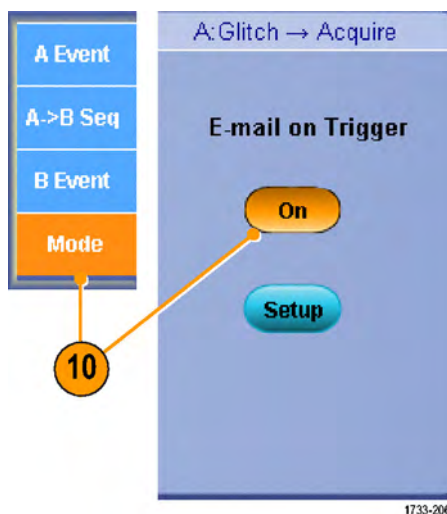 A Event
A->B Seq
B Event
Mode
10
A:Glitch → Acquire
E-mail on Trigger
On
Setup